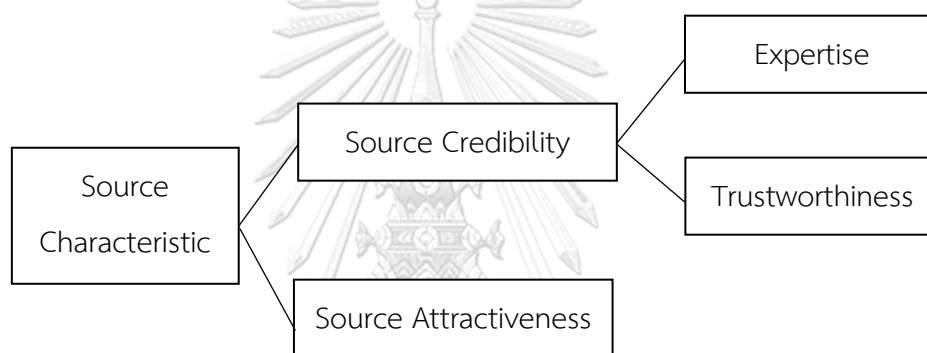 Source
Characteristic
Source Credibility
Source Attractiveness
Expertise
Trustworthiness